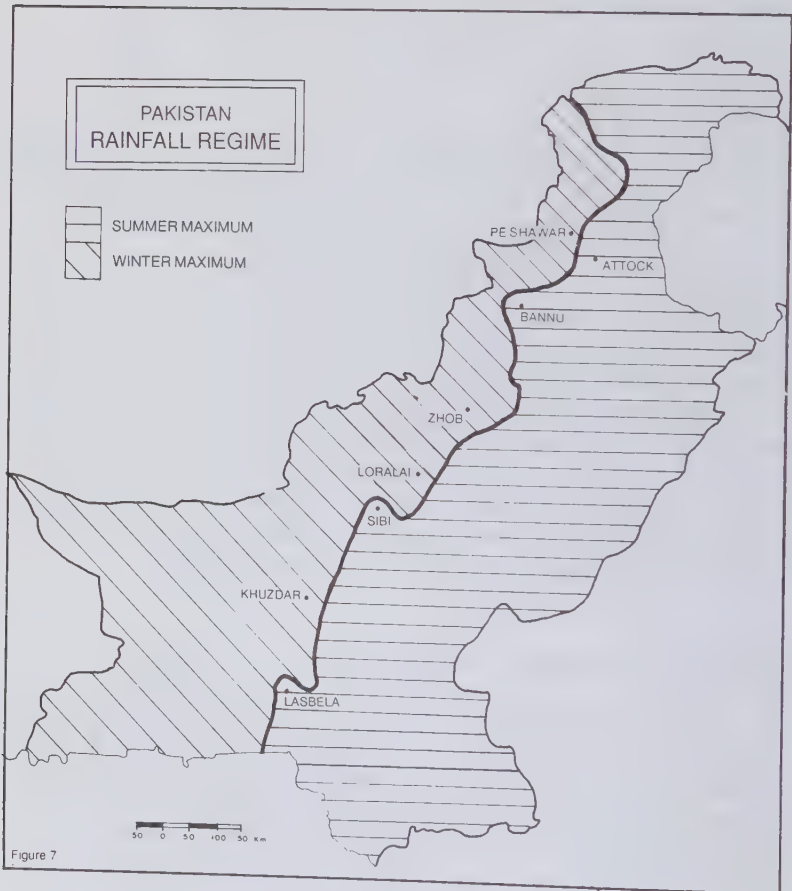 PAKISTAN
RAINFALL REGIME
SUMMER MAXIMUM
WINTER MAXIMUM
PESHAWAR
ATTOCK
BANNU
ZHOB
LORALAI
SIBI
KHUZDAR
LASBELA
50 0 50 100 50 Km
Figure 7